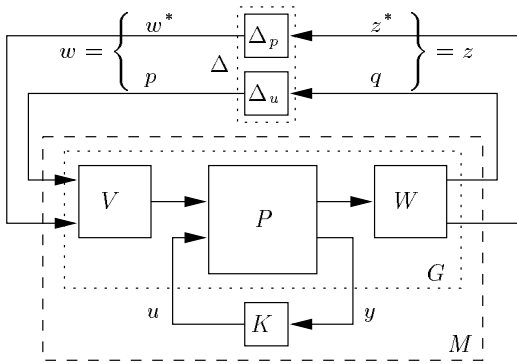 w = { w* Δp z* } = z
p Δ Δu q
V P W
G
u K y
M